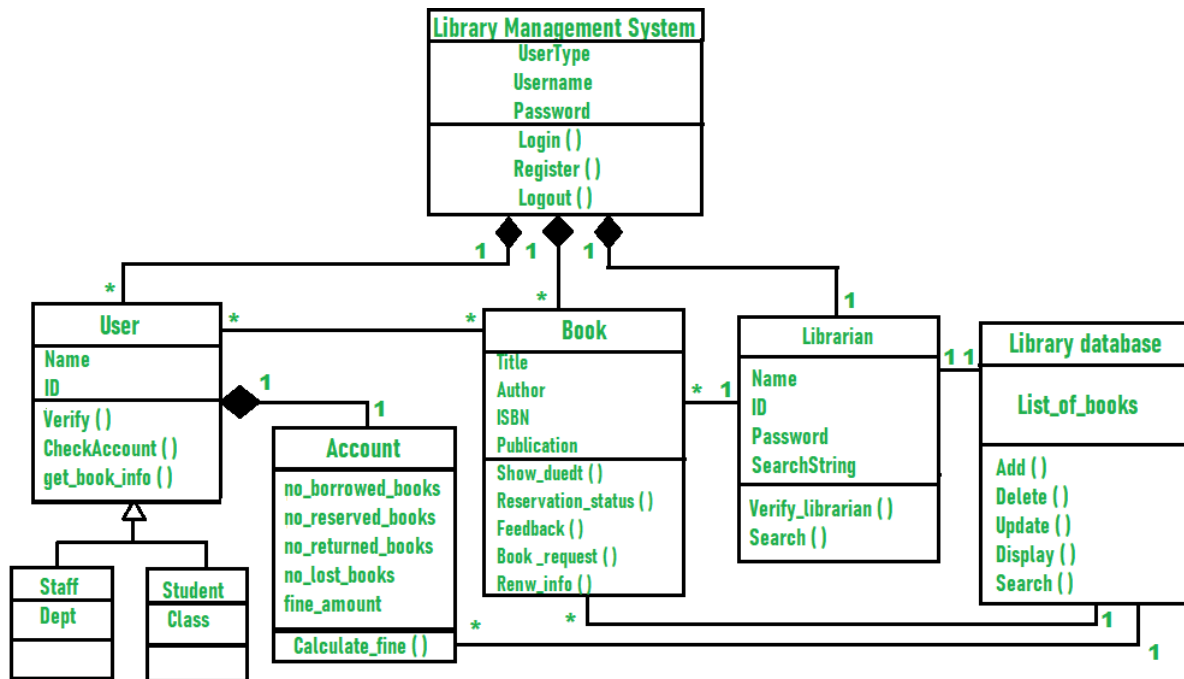 Library Management System
UserType
Username
Password
Login ( )
Register ( )
Logout ( )
1
1
1
*
*
1
User
Name
ID
Verify ( )
CheckAccount ( )
get_book_info ( )
*
*
1
1
Staff
Dept
Student
Class
Account
no_borrowed_books
no_reserved_books
no_returned_books
no_lost_books
fine_amount
Calculate_fine ( )
Book
Title
Author
ISBN
Publication
Show_duedt ( )
Reservation_status ( )
Feedback ( )
Book _request ( )
Renw_info ( )
*
1
Librarian
Name
ID
Password
SearchString
Verify_librarian ( )
Search ( )
1
1
Library database
List_of_books
Add ( )
Delete ( )
Update ( )
Display ( )
Search ( )
*
1
*
1